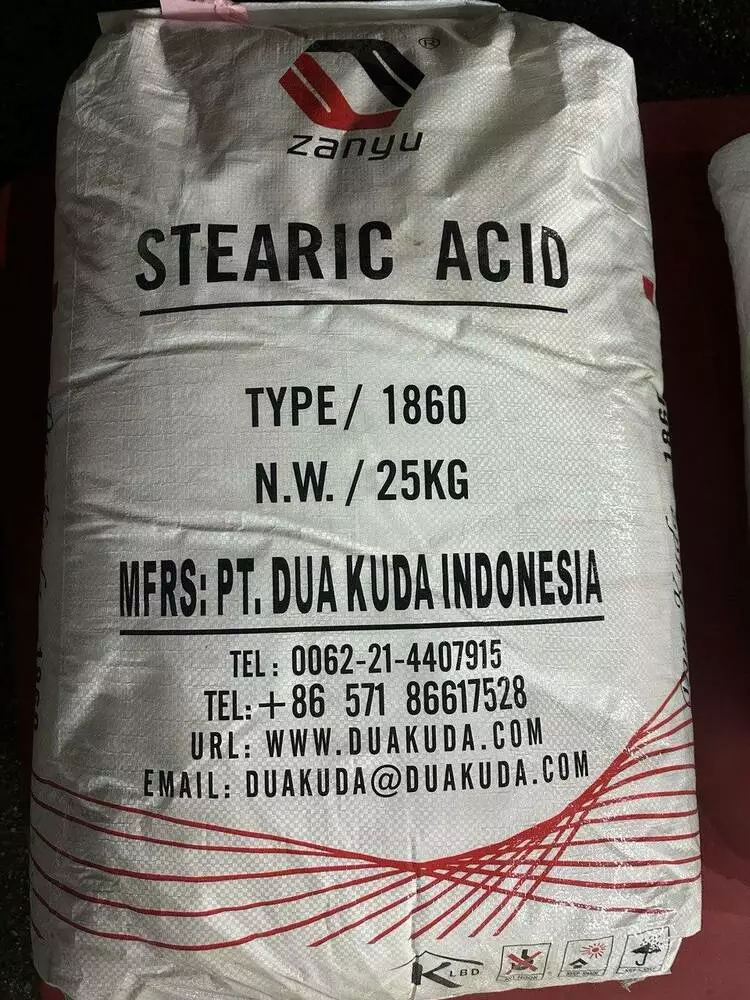 ®
zanyu
STEARIC ACID
TYPE/ 1860
N.W. / 25KG
MFRS: PT. DUA KUDA INDONESIA
TEL: 0062-21-4407915
TEL:+86 571 86617528
URL: WWW.DUAKUDA.COM
EMAIL: DUAKUDA@DUAKUDA.COM
K LBD